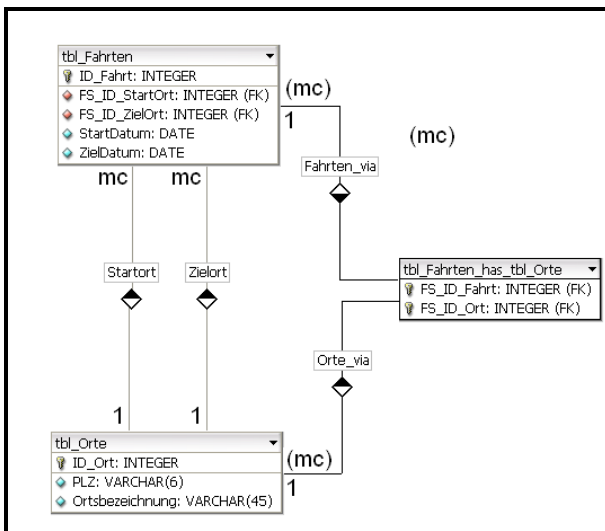 tbl_Fahrten
ID_Fahrt: INTEGER
FS_ID_StartOrt: INTEGER (FK)
FS_ID_ZielOrt: INTEGER (FK)
StartDatum: DATE
ZielDatum: DATE
(mc)
1
(mc)
mc
mc
Fahrten_via
Startort
Zielort
tbl_Fahrten_has_tbl_Orte
FS_ID_Fahrt: INTEGER (FK)
FS_ID_Ort: INTEGER (FK)
Orte_via
1
1
tbl_Orte
ID_Ort: INTEGER
PLZ: VARCHAR(6)
Ortsbezeichnung: VARCHAR(45)
(mc)
1